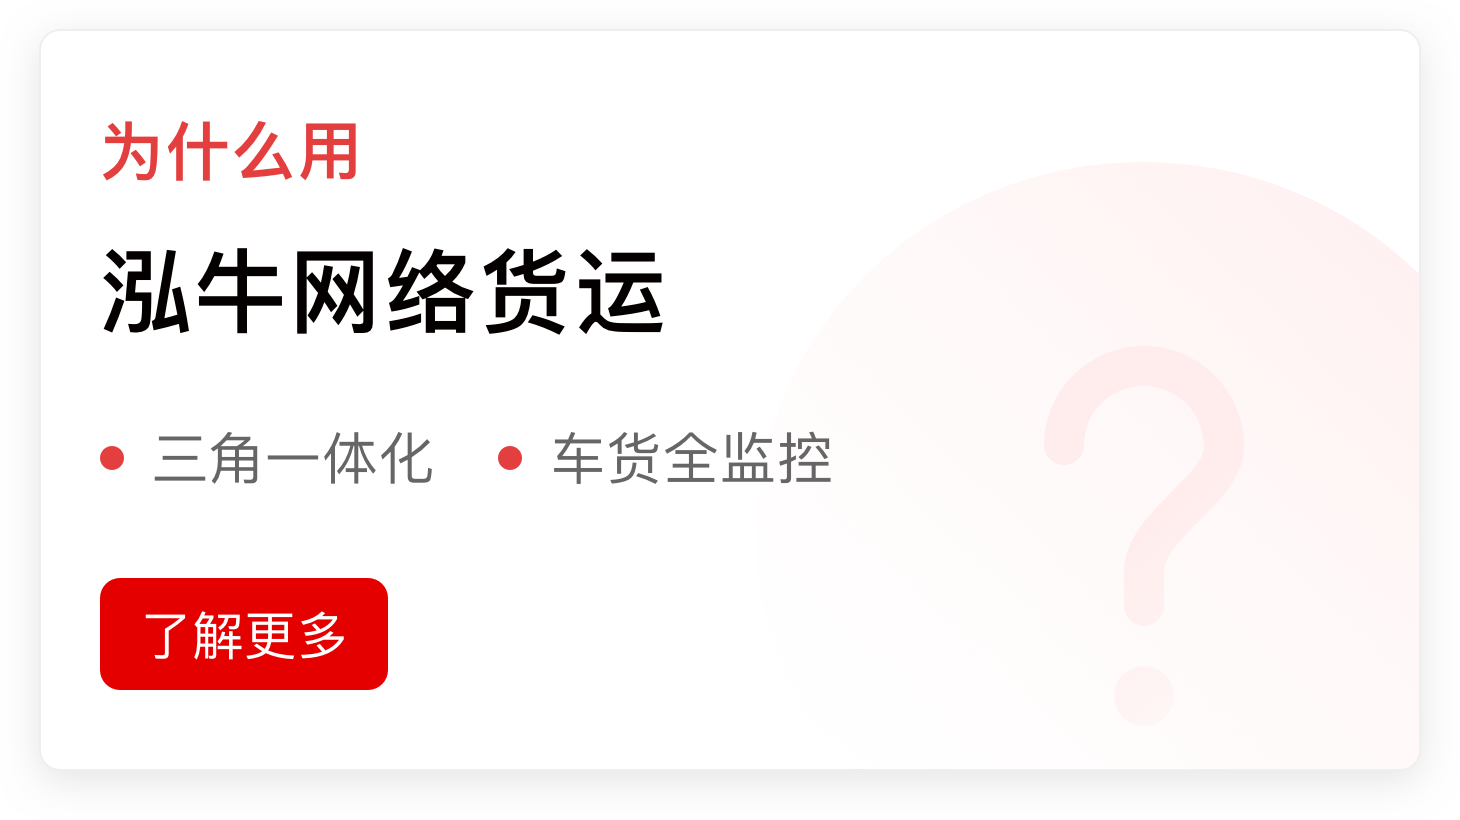 为什么用
泓牛网络货运
三角一体化 车货全监控
了解更多